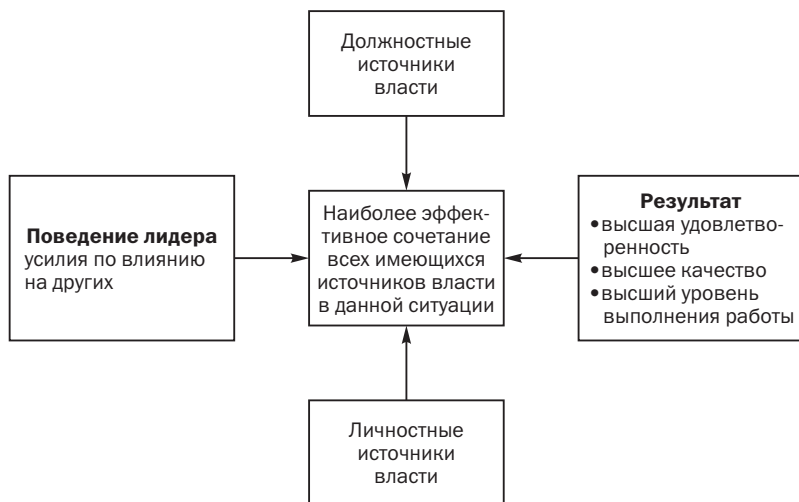 Должностные
источники
власти
Поведение лидера
усилия по влиянию
на других
Наиболее эффек-
тивное сочетание
всех имеющихся
источников власти
в данной ситуации
Результат
•высшая удовлетво-
ренность
•высшее качество
•высший уровень
выполнения работы
Личностные
источники
власти